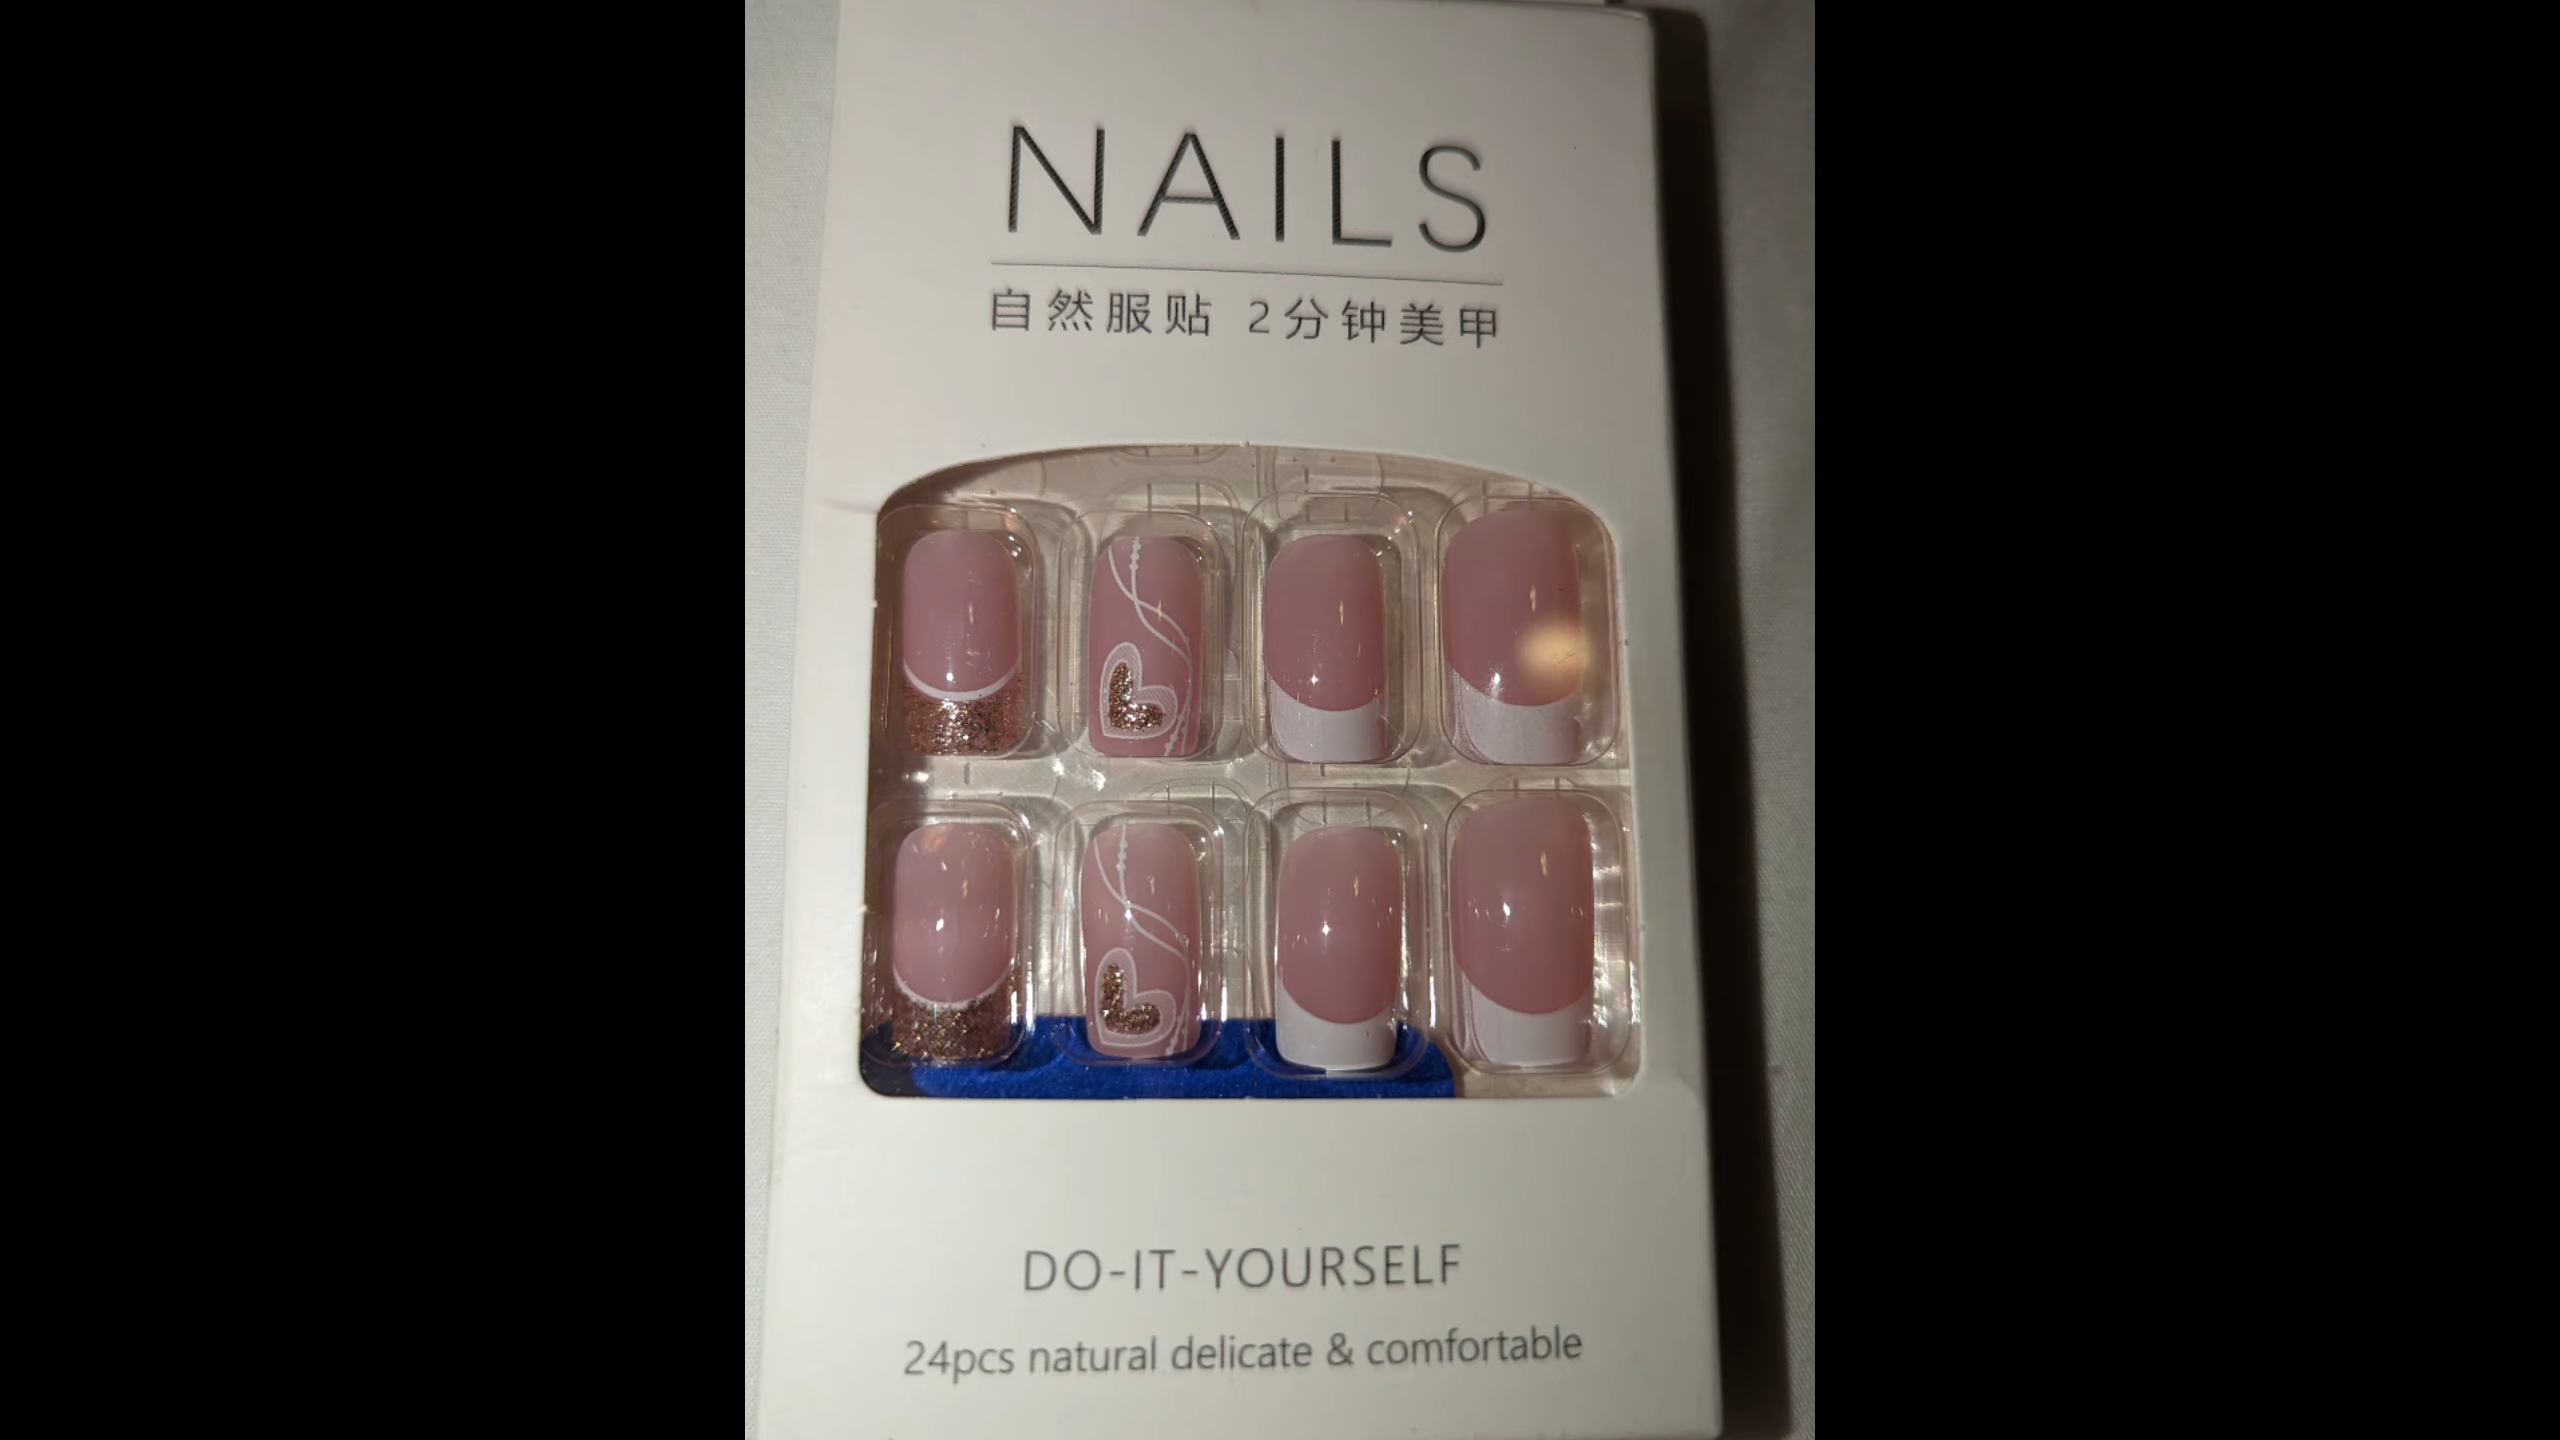 NAILS
自然服贴 2分钟美甲
DO-IT-YOURSELF
24pcs natural delicate & comfortable